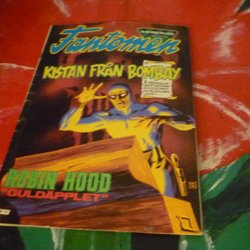 Fantomen
KISTAN FRÅN BOMBAY
ROBIN HOOD
"GULDÄPPLET"